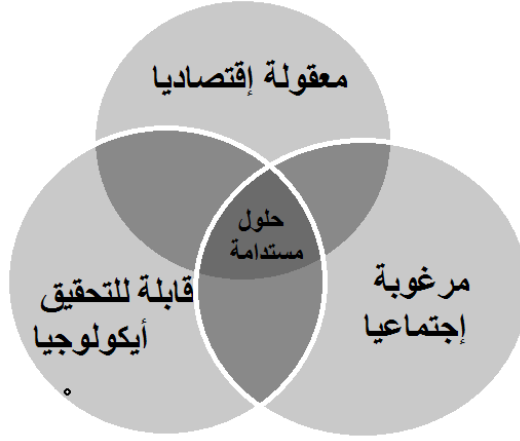 معقولة إقتصاديا
حلول
مستدامة
مرغوبة
إجتماعيا
قابلة للتحقيق
أيكولوجيا